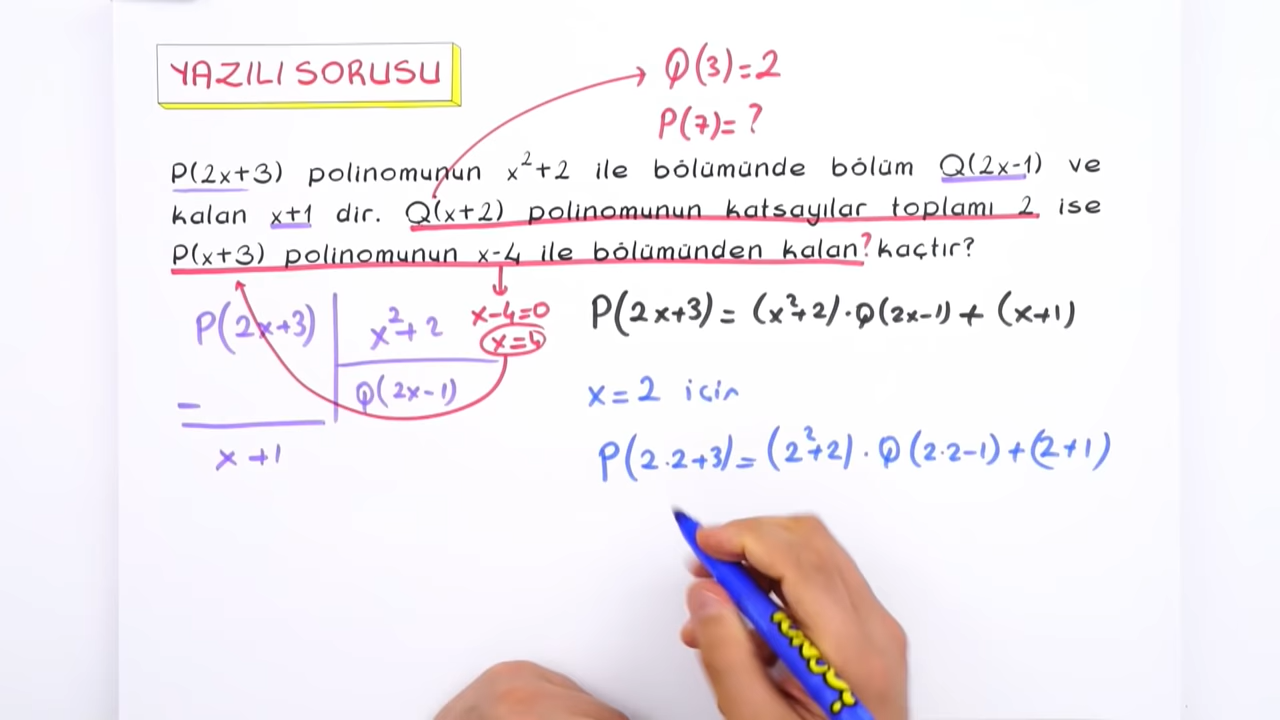 YAZILI SORUSU
Q(3)=2
P(7)=?
P(2x+3) polinomunun x²+2 ile bölümünde bölüm Q(2x-1) ve
kalan x+1 dir. Q(x+2) polinomunun katsayılar toplamı 2 ise
P(x+3) polinomunun x-4 ile bölümünden kalan? kaçtır?
P(2x+3) x²+2
x-4=0
x=4
Q(2x-1)
-
x+1
P(2x+3)=(x²+2)·Q(2x-1)+(x+1)
x=2 için
P(2·2+3)=(2²+2)·Q(2·2-1)+(2+1)